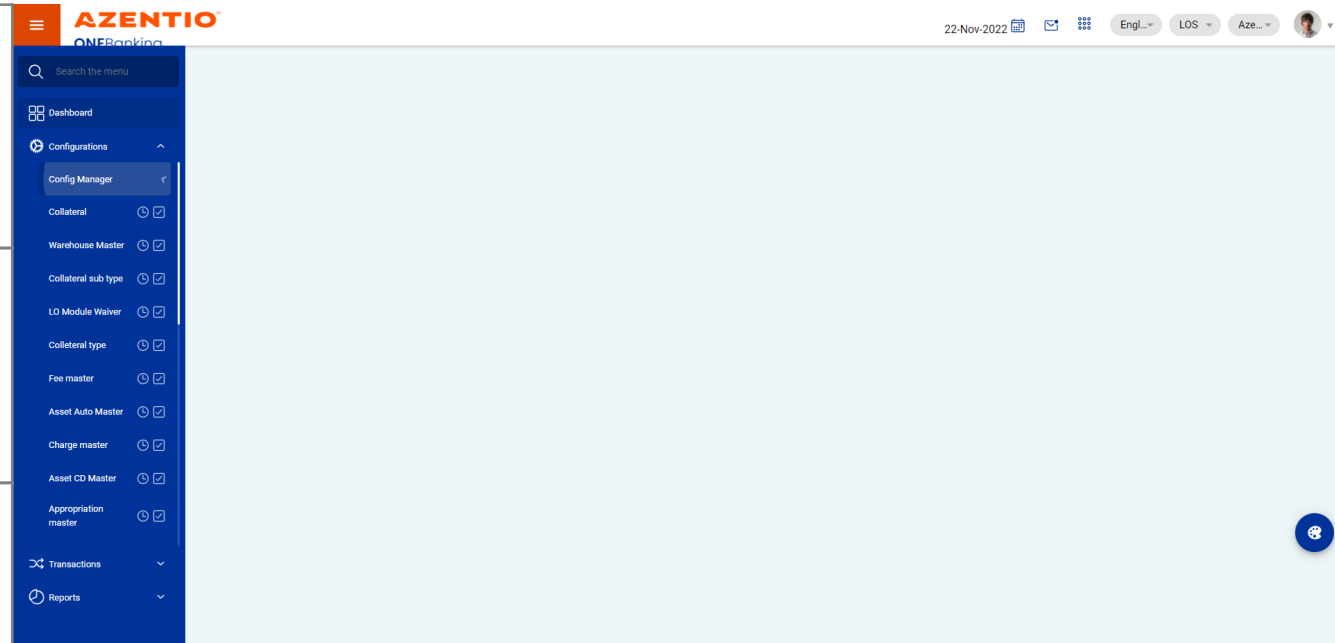 AZENTIO™
ONEBanking
22-Nov-2022
Engl...
LOS
Aze...
Search the menu
Dashboard
Configurations
Config Manager
Collateral
Warehouse Master
Collateral sub type
LO Module Waiver
Colleteral type
Fee master
Asset Auto Master
Charge master
Asset CD Master
Appropriation
master
Transactions
Reports